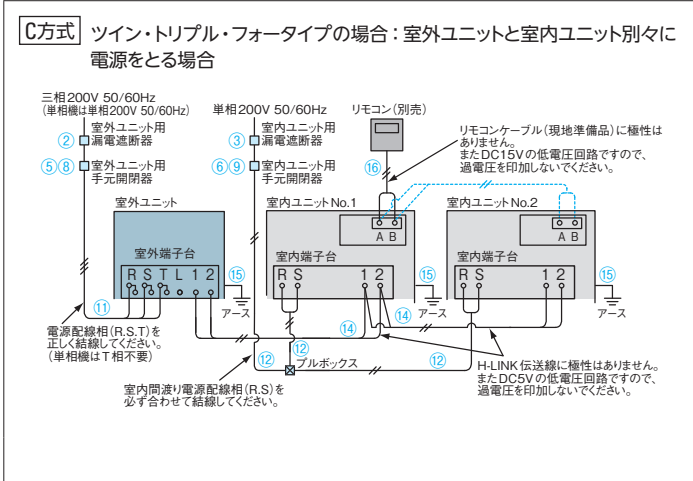 C方式 ツイン・トリプル・フォータイプの場合：室外ユニットと室内ユニット別々に
電源をとる場合
三相200V 50/60Hz
(単相機は単相200V 50/60Hz)
② 室外ユニット用
漏電遮断器
⑤⑧ 室外ユニット用
手元開閉器
単相200V 50/60Hz
③ 室内ユニット用
漏電遮断器
⑥⑨ 室内ユニット用
手元開閉器
リモコン(別売)
⑯
リモコンケーブル(現地準備品)に極性は
ありません。
またDC15Vの低電圧回路ですので、
過電圧を印加しないでください。
室外ユニット
室外端子台
R S T L 1 2
⑮
アース
⑪
室内ユニットNo.1
A B
室内端子台
R S 1 2
⑮
アース
室内ユニットNo.2
A B
室内端子台
R S 1 2
⑮
アース
⑭
⑭
電源配線相(R.S.T)を
正しく結線してください。
(単相機はT相不要)
⑫
⑫
プルボックス
⑫
室内間渡り電源配線相(R.S)を
必ず合わせて結線してください。
H-LINK伝送線に極性はありません。
またDC5Vの低電圧回路ですので、
過電圧を印加しないでください。